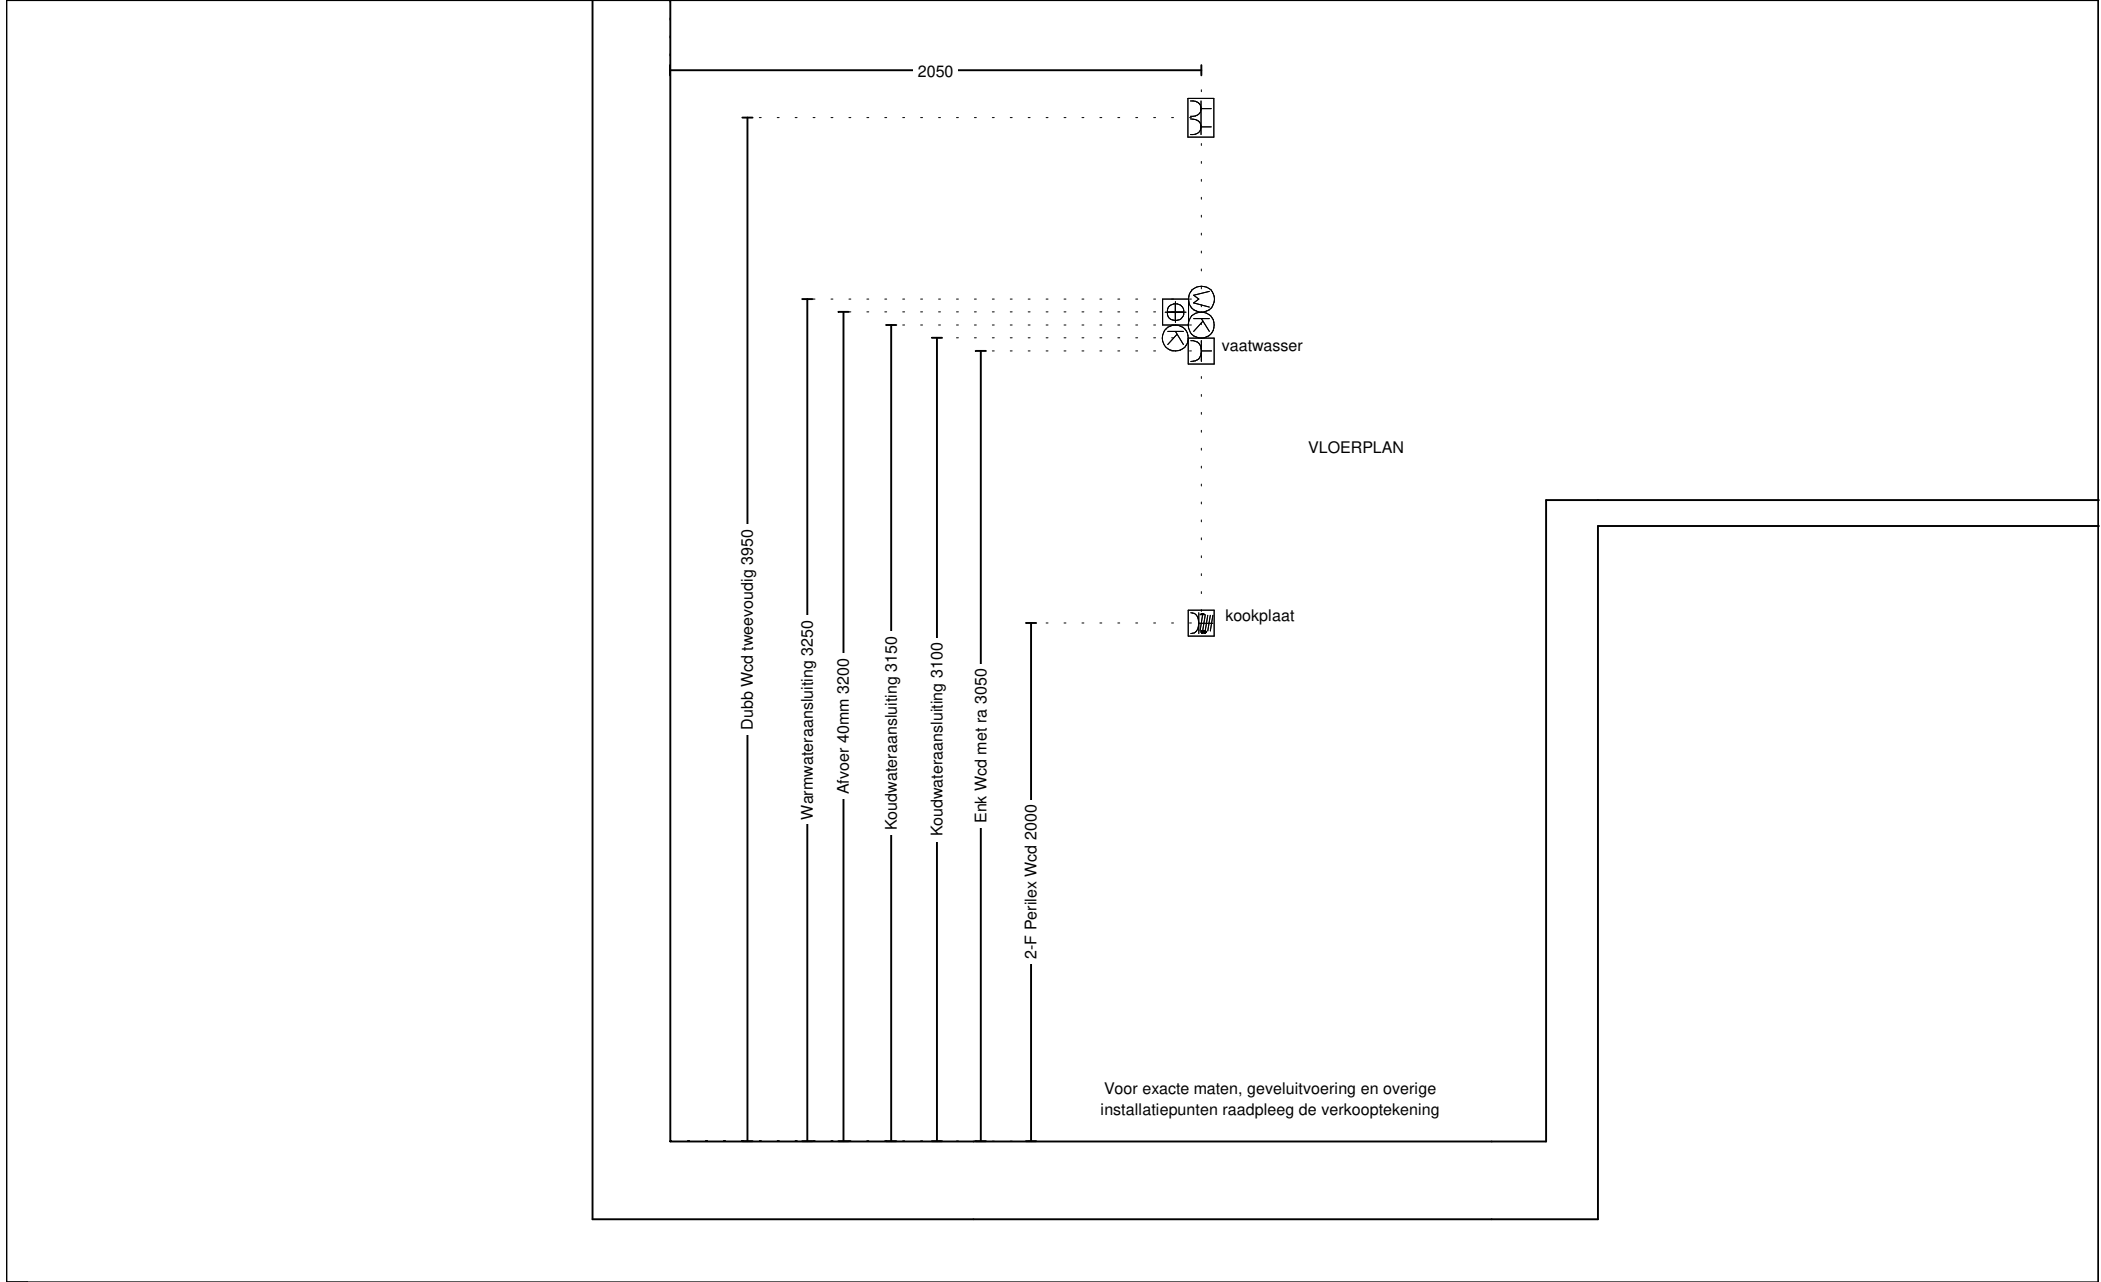 2050
vaatwasser
VLOERPLAN
kookplaat
Dubb Wcd tweevoudig 3950
Warmwateraansluiting 3250
Afvoer 40mm 3200
Koudwateraansluiting 3150
Koudwateraansluiting 3100
Enk Wcd met ra 3050
2-F Perilex Wcd 2000
W
K
K
Voor exacte maten, geveluitvoering en overige
installatiepunten raadpleeg de verkooptekening